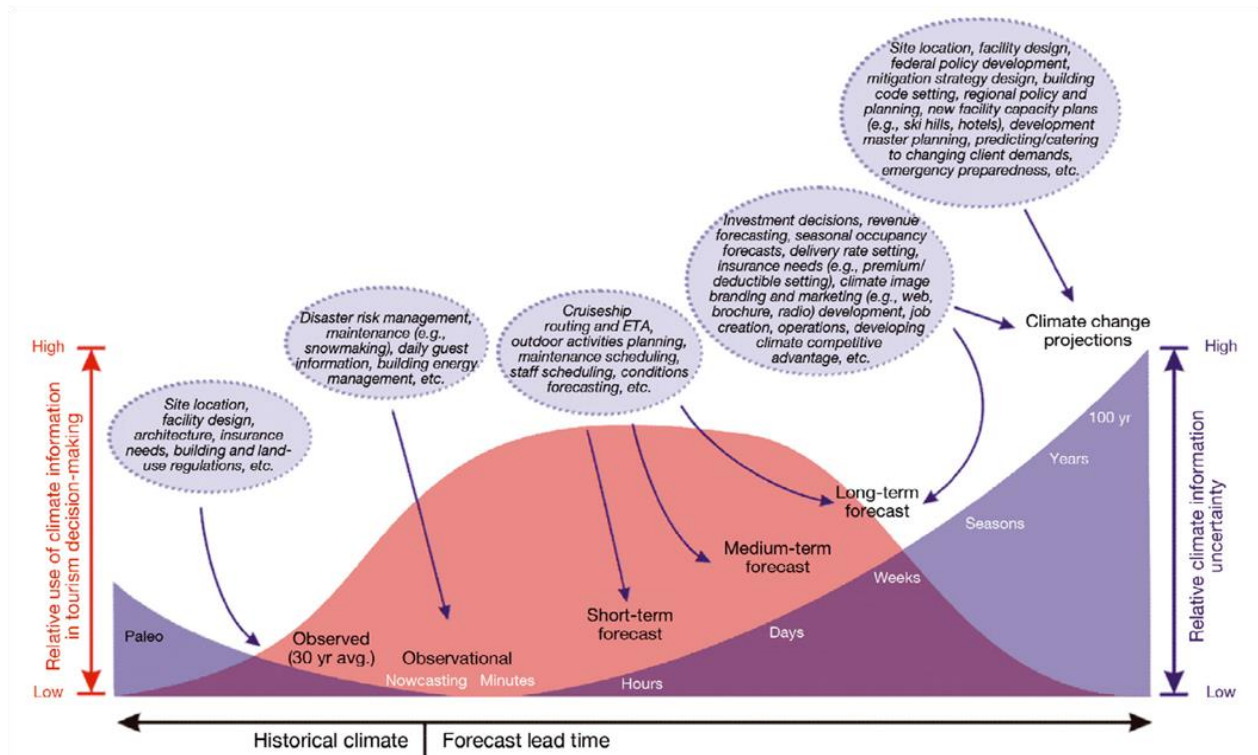 Site location, facility design,
federal policy development,
mitigation strategy design, building
code setting, regional policy and
planning, new facility capacity plans
(e.g., ski hills, hotels), development
master planning, predicting/catering
to changing client demands,
emergency preparedness, etc.
Investment decisions, revenue
forecasting, seasonal occupancy
forecasts, delivery rate setting,
insurance needs (e.g., premium/
deductible setting), climate image
branding and marketing (e.g., web,
brochure, radio) development, job
creation, operations, developing
climate competitive
advantage, etc.
Cruiseship
routing and ETA,
outdoor activities planning,
maintenance scheduling,
staff scheduling, conditions
forecasting, etc.
Disaster risk management,
maintenance (e.g.,
snowmaking), daily guest
information, building energy
management, etc.
Site location,
facility design,
architecture, insurance
needs, building and land-
use regulations, etc.
High
Relative use of climate information
in tourism decision-making
Low
Climate change
projections
High
Relative climate information
uncertainty
Low
100 yr
Years
Seasons
Long-term
forecast
Weeks
Medium-term
forecast
Days
Short-term
forecast
Hours
Paleo
Observed
(30 yr avg.)
Observational
Nowcasting Minutes
Historical climate
Forecast lead time